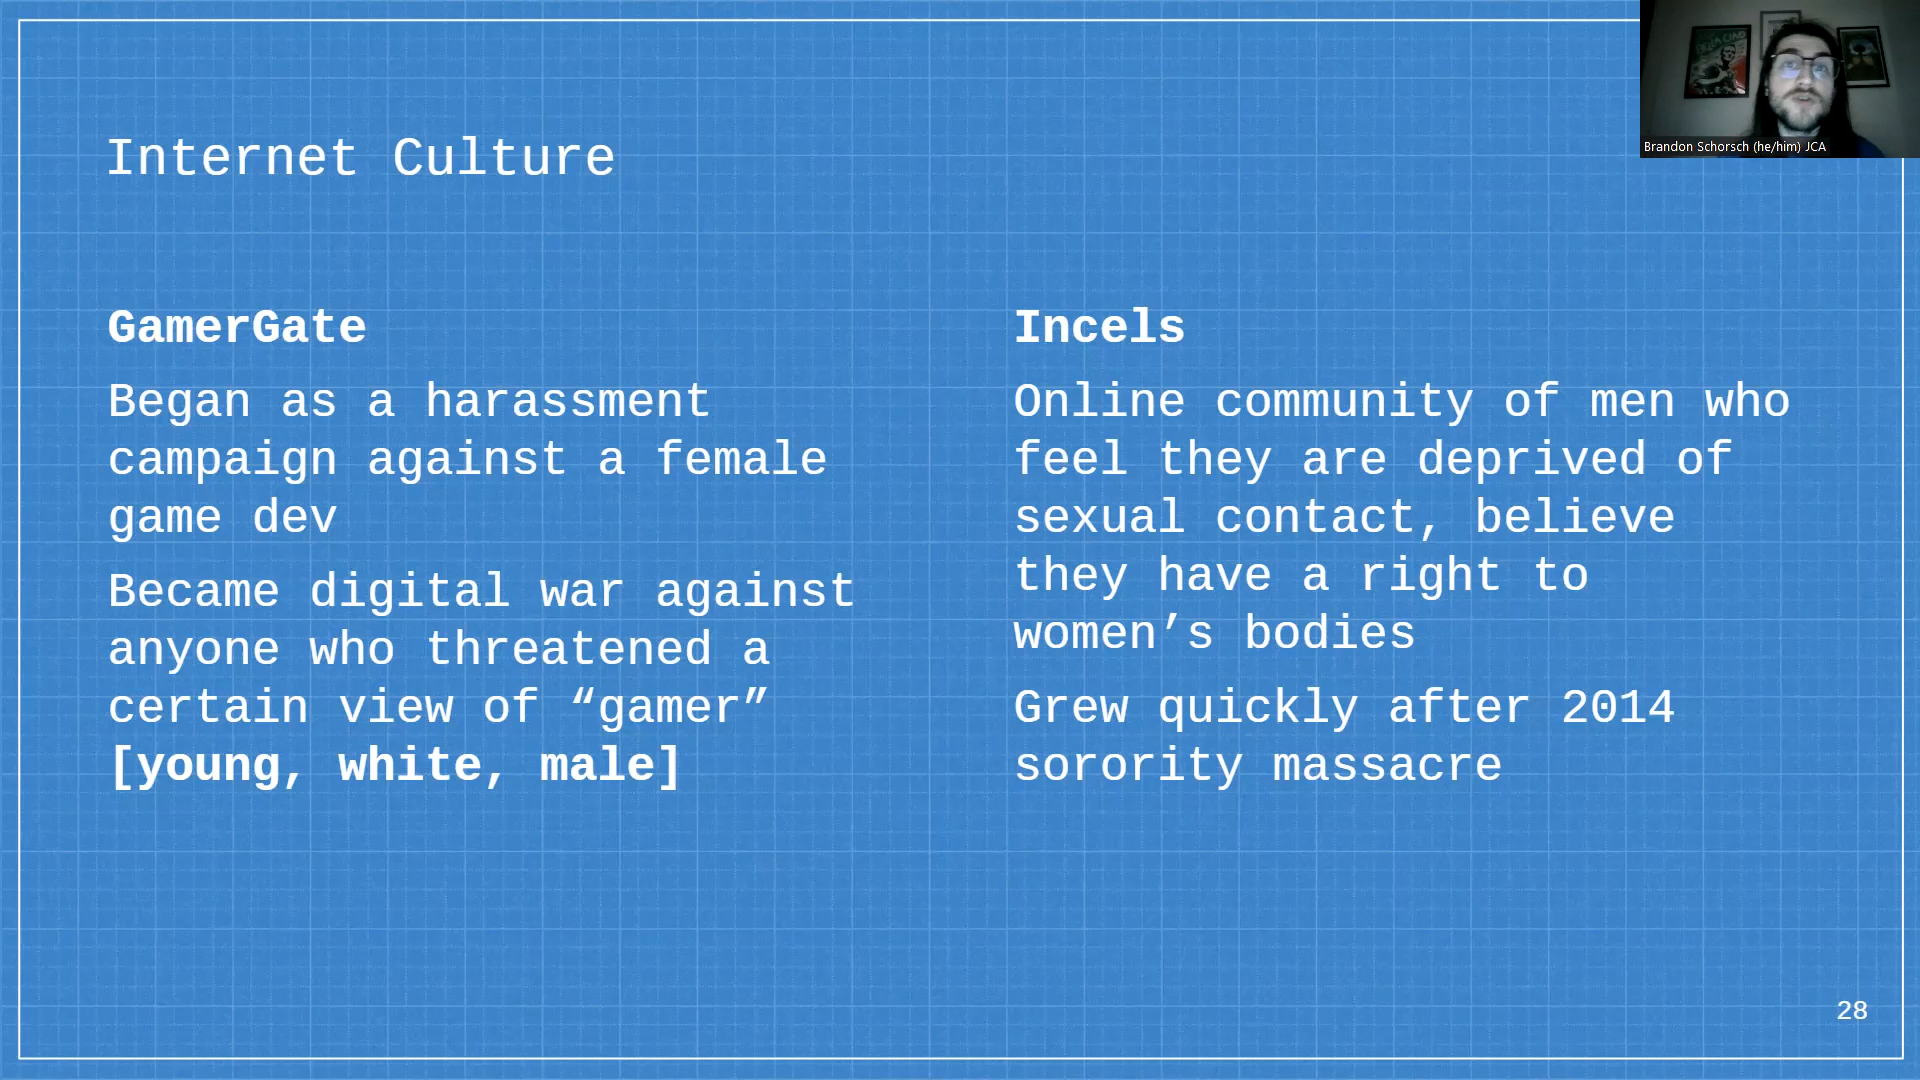 Internet Culture
GamerGate
Began as a harassment
campaign against a female
game dev
Became digital war against
anyone who threatened a
certain view of “gamer”
[young, white, male]
Incels
Online community of men who
feel they are deprived of
sexual contact, believe
they have a right to
women’s bodies
Grew quickly after 2014
sorority massacre
28
BELLA CIAO
Brandon Schorsch (he/him) JCA